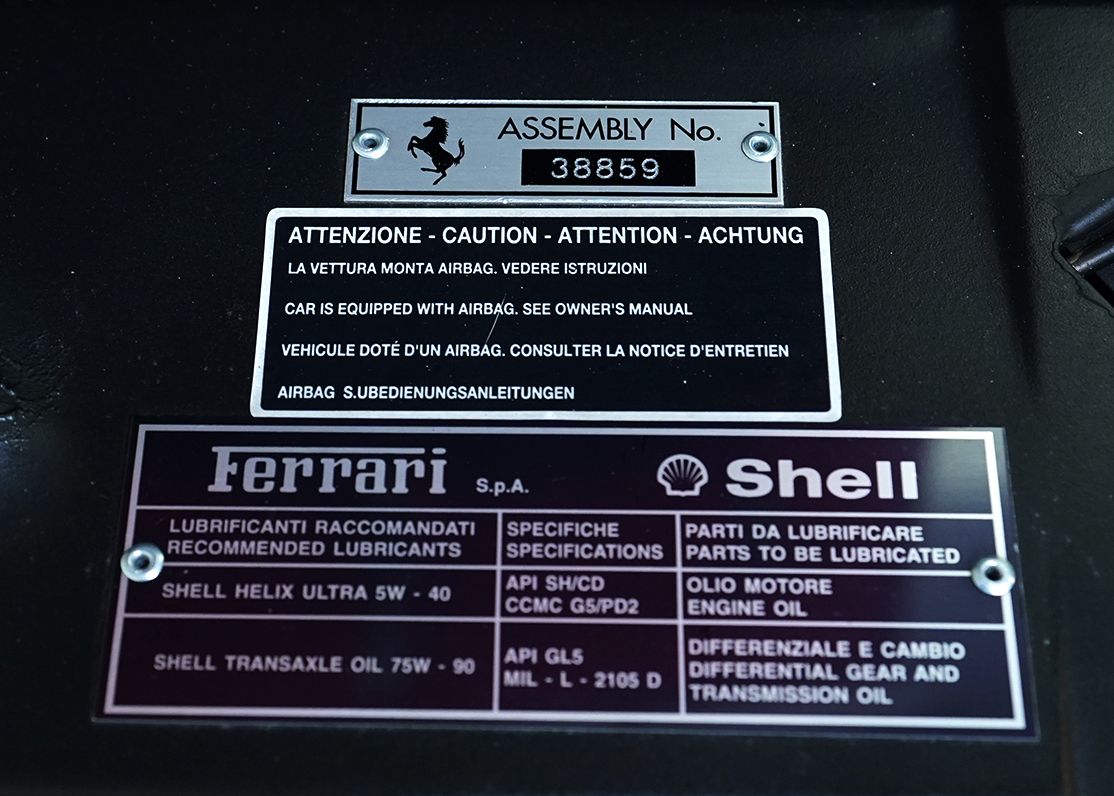 ASSEMBLY No.
38859
ATTENZIONE - CAUTION - ATTENTION - ACHTUNG
LA VETTURA MONTA AIRBAG. VEDERE ISTRUZIONI
CAR IS EQUIPPED WITH AIRBAG. SEE OWNER'S MANUAL
VEHICULE DOTÉ D'UN AIRBAG. CONSULTER LA NOTICE D'ENTRETIEN
AIRBAG S.UBEDIENUNGSANLEITUNGEN
Ferrari S.p.A. Shell
LUBRIFICANTI RACCOMANDATI
RECOMMENDED LUBRICANTS
SPECIFICHE
SPECIFICATIONS
PARTI DA LUBRIFICARE
PARTS TO BE LUBRICATED
SHELL HELIX ULTRA 5W - 40
API SH/CD
CCMC G5/PD2
OLIO MOTORE
ENGINE OIL
SHELL TRANSAXLE OIL 75W - 90
API GL5
MIL - L - 2105 D
DIFFERENZIALE E CAMBIO
DIFFERENTIAL GEAR AND
TRANSMISSION OIL